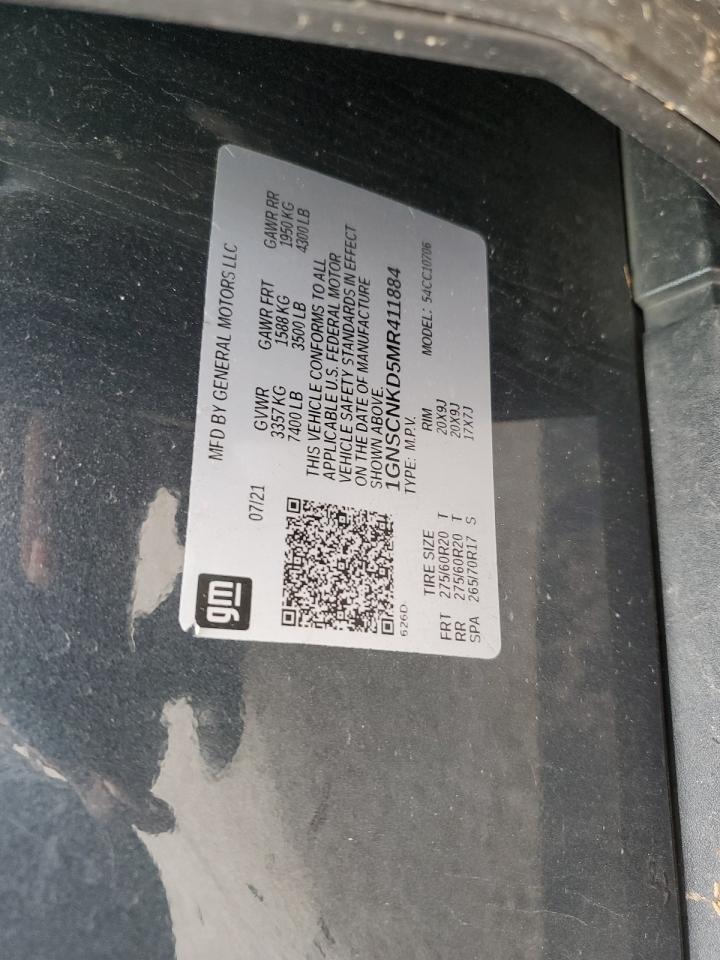 gm
MFD BY GENERAL MOTORS LLC
07/21
GVWR GAWR FRT GAWR RR
3357 KG 1588 KG 1950 KG
7400 LB 3500 LB 4300 LB
THIS VEHICLE CONFORMS TO ALL
APPLICABLE U.S. FEDERAL MOTOR
VEHICLE SAFETY STANDARDS IN EFFECT
ON THE DATE OF MANUFACTURE
SHOWN ABOVE.
1GNSCNKD5MR411884
TYPE: M.P.V. MODEL: 54CC10706
626D
TIRE SIZE RIM
FRT 275/60R20 T 20X9J
RR 275/60R20 T 20X9J
SPA 265/70R17 S 17X7J